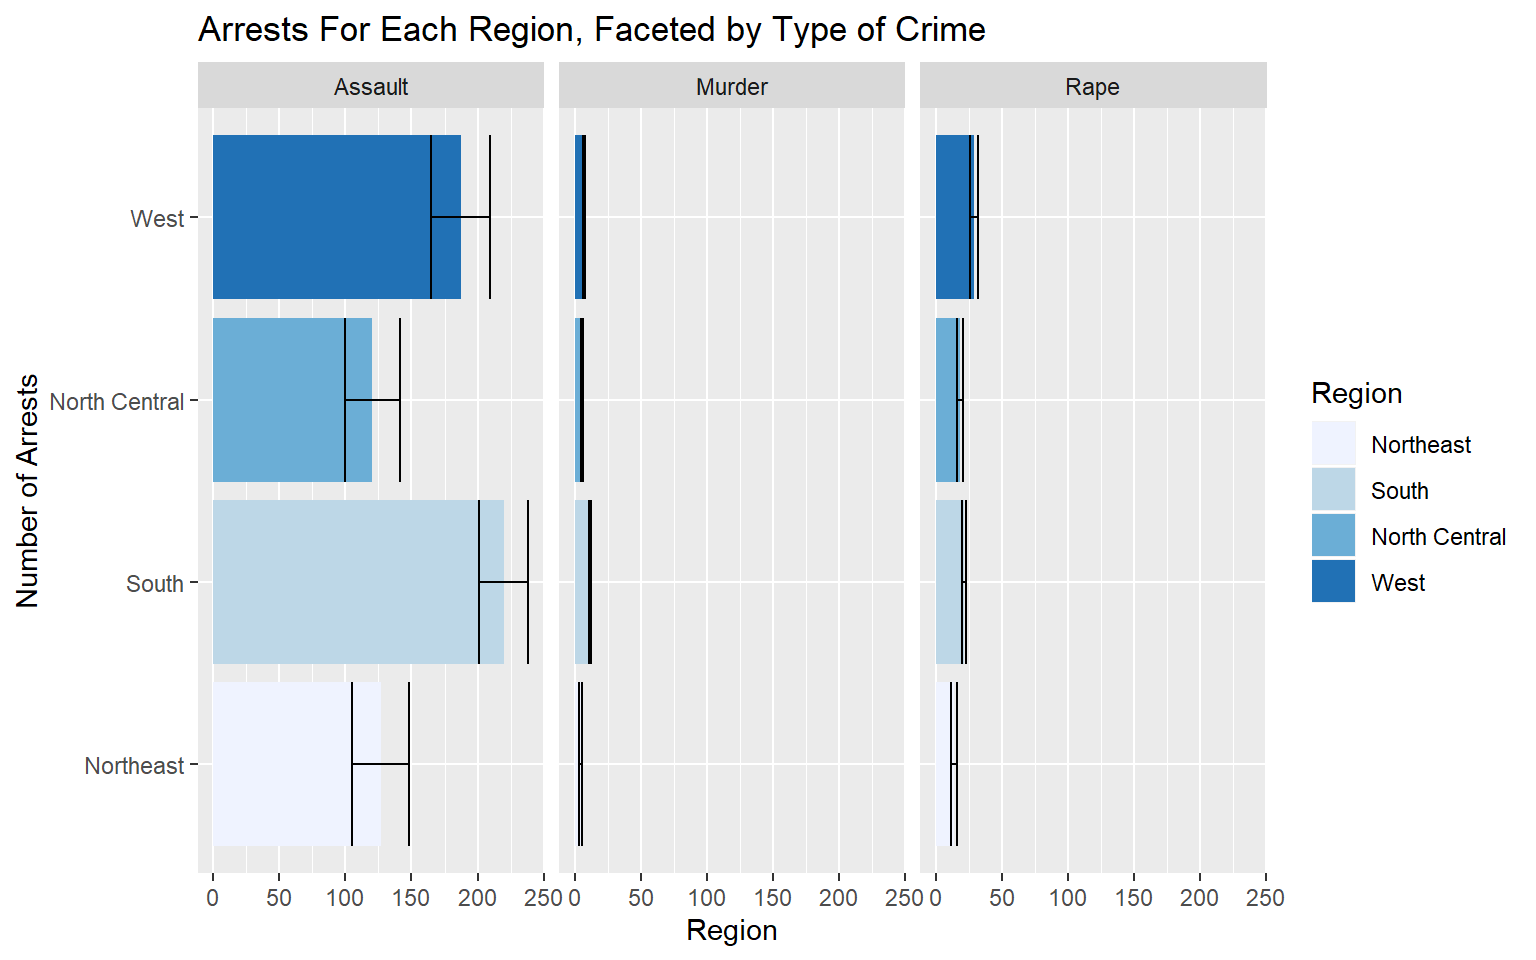 Arrests For Each Region, Faceted by Type of Crime
Assault Murder Rape
Number of Arrests
West
North Central
South
Northeast
0 50 100 150 200 250 0 50 100 150 200 250 0 50 100 150 200 250
Region
Region
Northeast
South
North Central
West